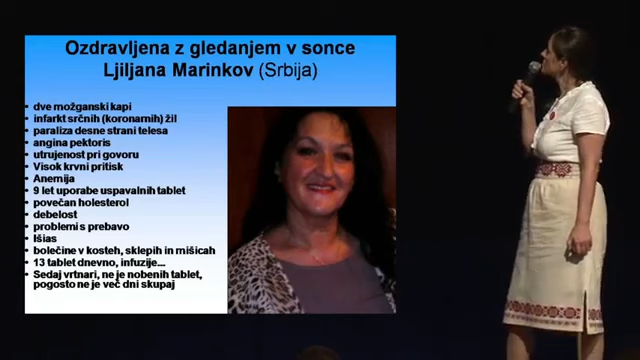 Ozdravljena z gledanjem v sonce
Ljiljana Marinkov (Srbija)
• dve možganski kapi
• infarkt srčnih (koronarnih) žil
• paraliza desne strani telesa
• angina pektoris
• utrujenost pri govoru
• Visok krvni pritisk
• Anemija
• 9 let uporabe uspavalnih tablet
• povečan holesterol
• debelost
• problemi s prebavo
• Išias
• bolečine v kosteh, sklepih in mišicah
• 13 tablet dnevno, infuzije...
• Sedaj vrtnari, ne je nobenih tablet,
pogosto ne je več dni skupaj